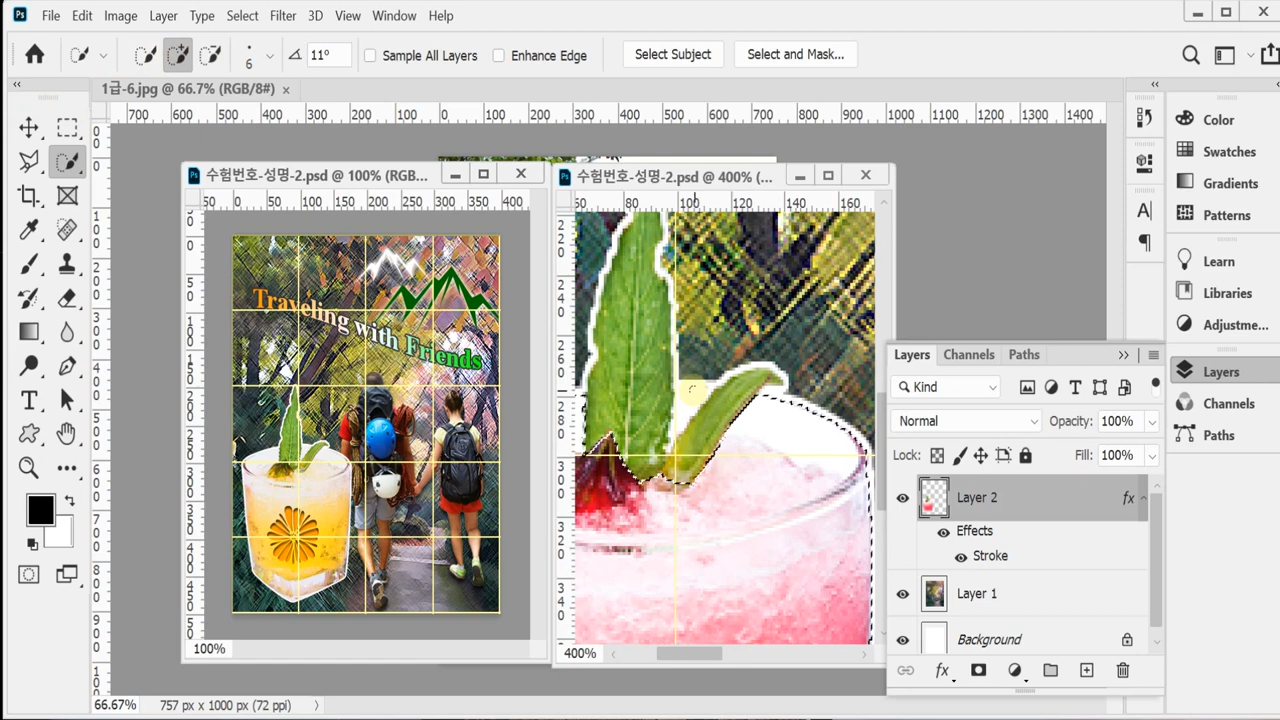 File Edit Image Layer Type Select Filter 3D View Window Help
6 11° Sample All Layers Enhance Edge Select Subject Select and Mask...
1급-6.jpg @ 66.7% (RGB/8#) ×
700 600 500 400 300 200 100 0 100 200 300 400 500 600 700 800 900 1000 1100 1200 1300 1400
수험번호-성명-2.psd @ 100% (RGB...
50 0 50 100 150 200 250 300 350 400
Traveling with Friends
100%
수험번호-성명-2.psd @ 400% (...
60 80 100 120 140 160
400%
Color
Swatches
Gradients
Patterns
Learn
Libraries
Adjustme...
Layers
Channels
Paths
Layers Channels Paths
Kind
Normal Opacity: 100%
Lock: Fill: 100%
Layer 2 fx
Effects
Stroke
Layer 1
Background
fx
66.67% 757 px x 1000 px (72 ppi)